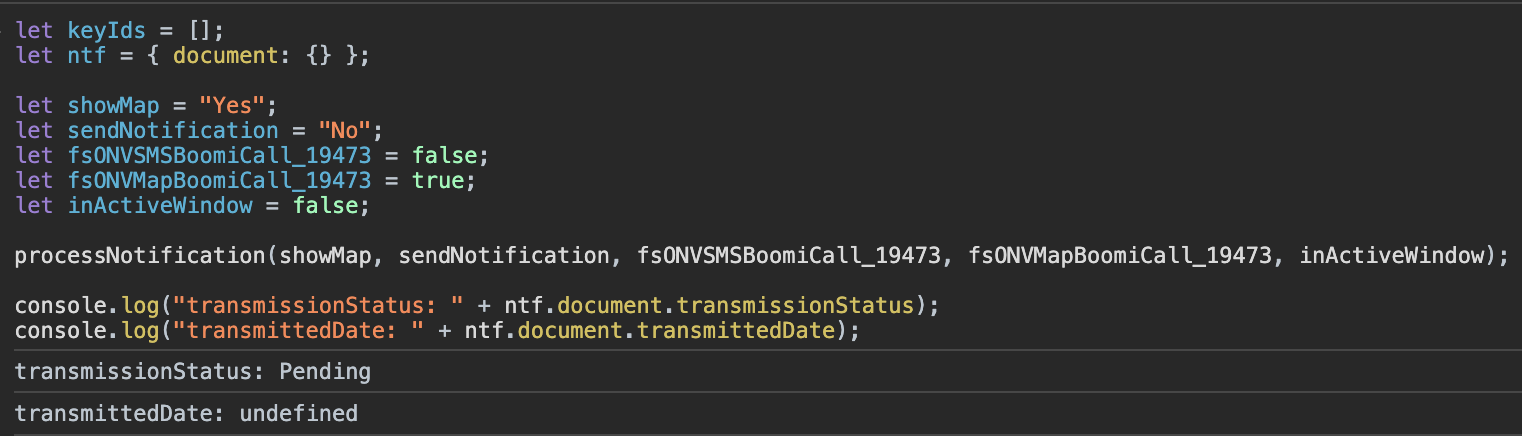 let keyIds = [];
let ntf = { document: {} };
let showMap = "Yes";
let sendNotification = "No";
let fsONVSMSBoomiCall_19473 = false;
let fsONVMapBoomiCall_19473 = true;
let inActiveWindow = false;
processNotification(showMap, sendNotification, fsONVSMSBoomiCall_19473, fsONVMapBoomiCall_19473, inActiveWindow);
console.log("transmissionStatus: " + ntf.document.transmissionStatus);
console.log("transmittedDate: " + ntf.document.transmittedDate);
transmissionStatus: Pending
transmittedDate: undefined